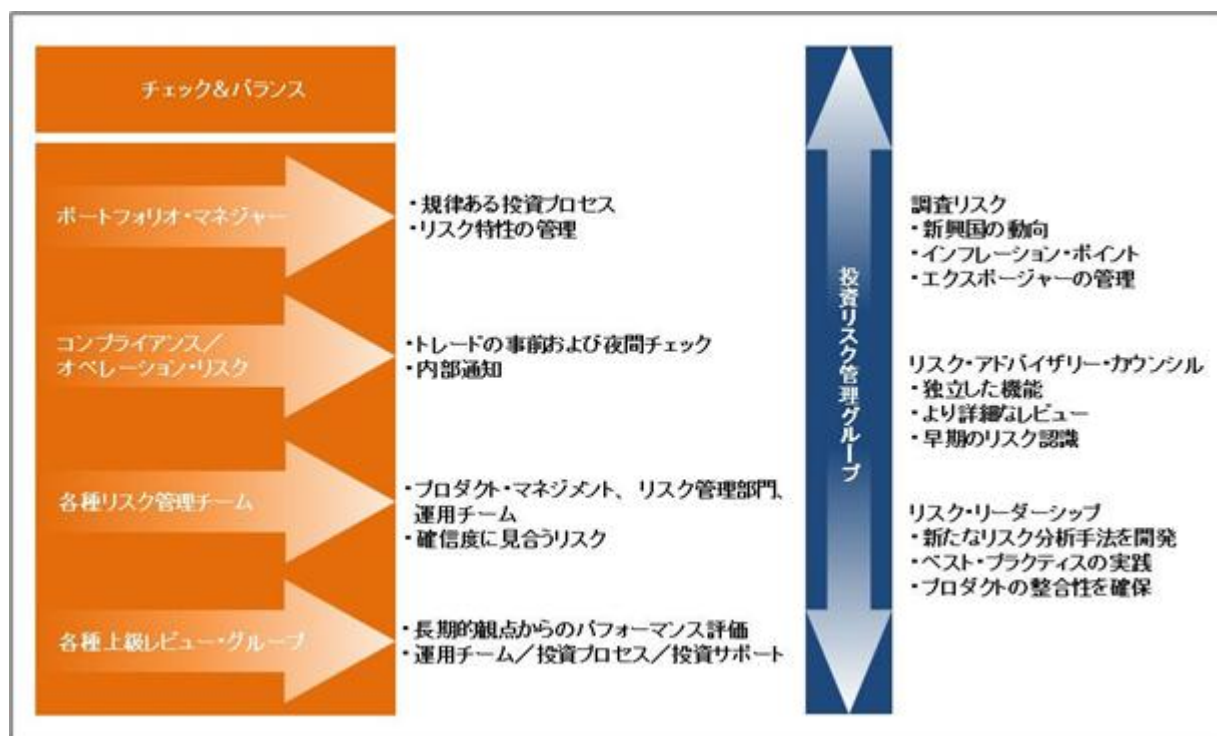 チェック&バランス
ポートフォリオ・マネジャー
・規律ある投資プロセス
・リスク特性の管理
コンプライアンス／
オペレーション・リスク
・トレードの事前および夜間チェック
・内部通知
各種リスク管理チーム
・プロダクト・マネジメント、リスク管理部門、
運用チーム
・確信度に見合うリスク
各種上級レビュー・グループ
・長期的観点からのパフォーマンス評価
・運用チーム／投資プロセス／投資サポート
投資リスク管理グループ
調査リスク
・新興国の動向
・インフレーション・ポイント
・エクスポージャーの管理
リスク・アドバイザリー・カウンシル
・独立した機能
・より詳細なレビュー
・早期のリスク認識
リスク・リーダーシップ
・新たなリスク分析手法を開発
・ベスト・プラクティスの実践
・プロダクトの整合性を確保